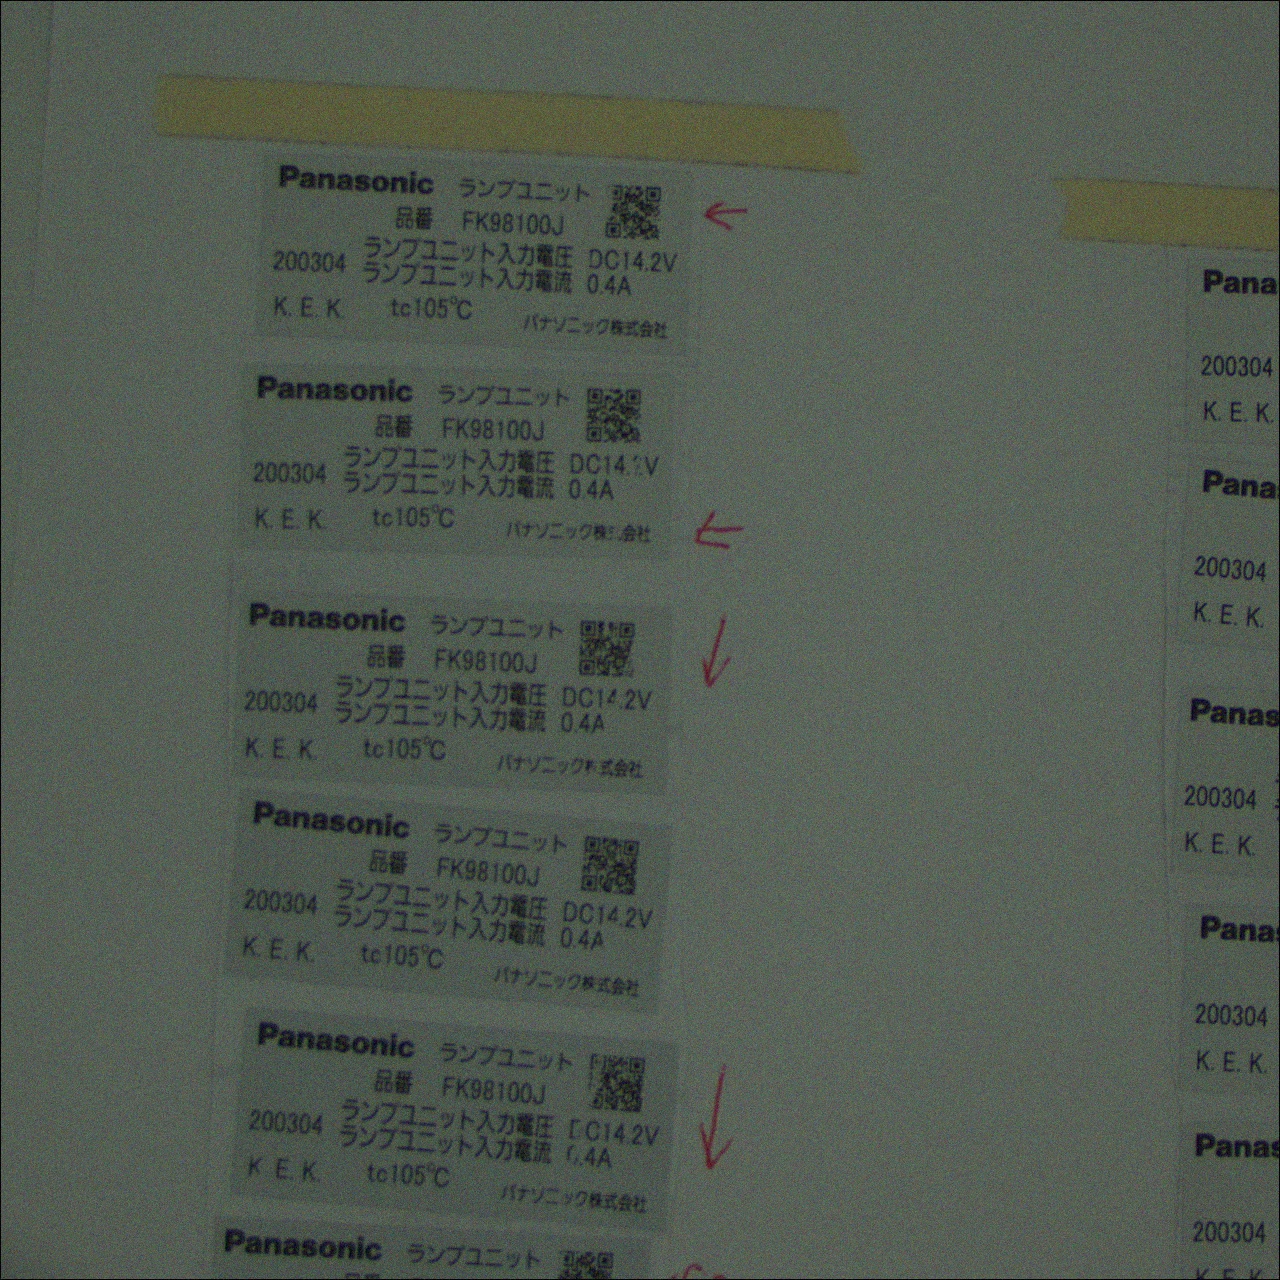 Panasonic ランプユニット
品番 FK98100J
ランプユニット入力電圧 DC14.2V
200304 ランプユニット入力電流 0.4A
K. E. K. tc105℃
パナソニック株式会社
Panasonic ランプユニット
品番 FK98100J
ランプユニット入力電圧 DC14. V
200304 ランプユニット入力電流 0.4A
K. E. K. tc105℃
パナソニック株 会社
Panasonic ランプユニット
品番 FK98100J
ランプユニット入力電圧 DC14.2V
200304 ランプユニット入力電流 0.4A
K. E. K. tc105℃
パナソニック 式会社
Panasonic ランプユニット
品番 FK98100J
ランプユニット入力電圧 DC14.2V
200304 ランプユニット入力電流 0.4A
K. E. K. tc105℃
パナソニック株式会社
Panasonic ランプユニット
品番 FK98100J
ランプユニット入力電圧 C14.2V
200304 ランプユニット入力電流 .4A
K E. K. tc105℃
パナソニック株式会社
Panasonic ランプユニット
Pana
200304
K. E. K.
Pana
200304
K. E. K.
Panas
200304
K. E. K.
Pana
200304
K. E. K.
Panas
200304